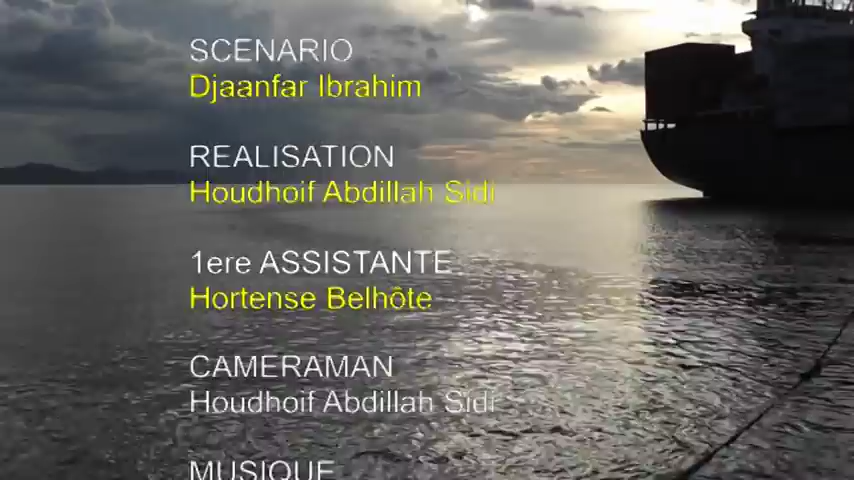 SCENARIO
Djaanfar Ibrahim
REALISATION
Houdhoif Abdillah Sidi
1ere ASSISTANTE
Hortense Belhôte
CAMERAMAN
Houdhoif Abdillah Sidi
MUSIQUE